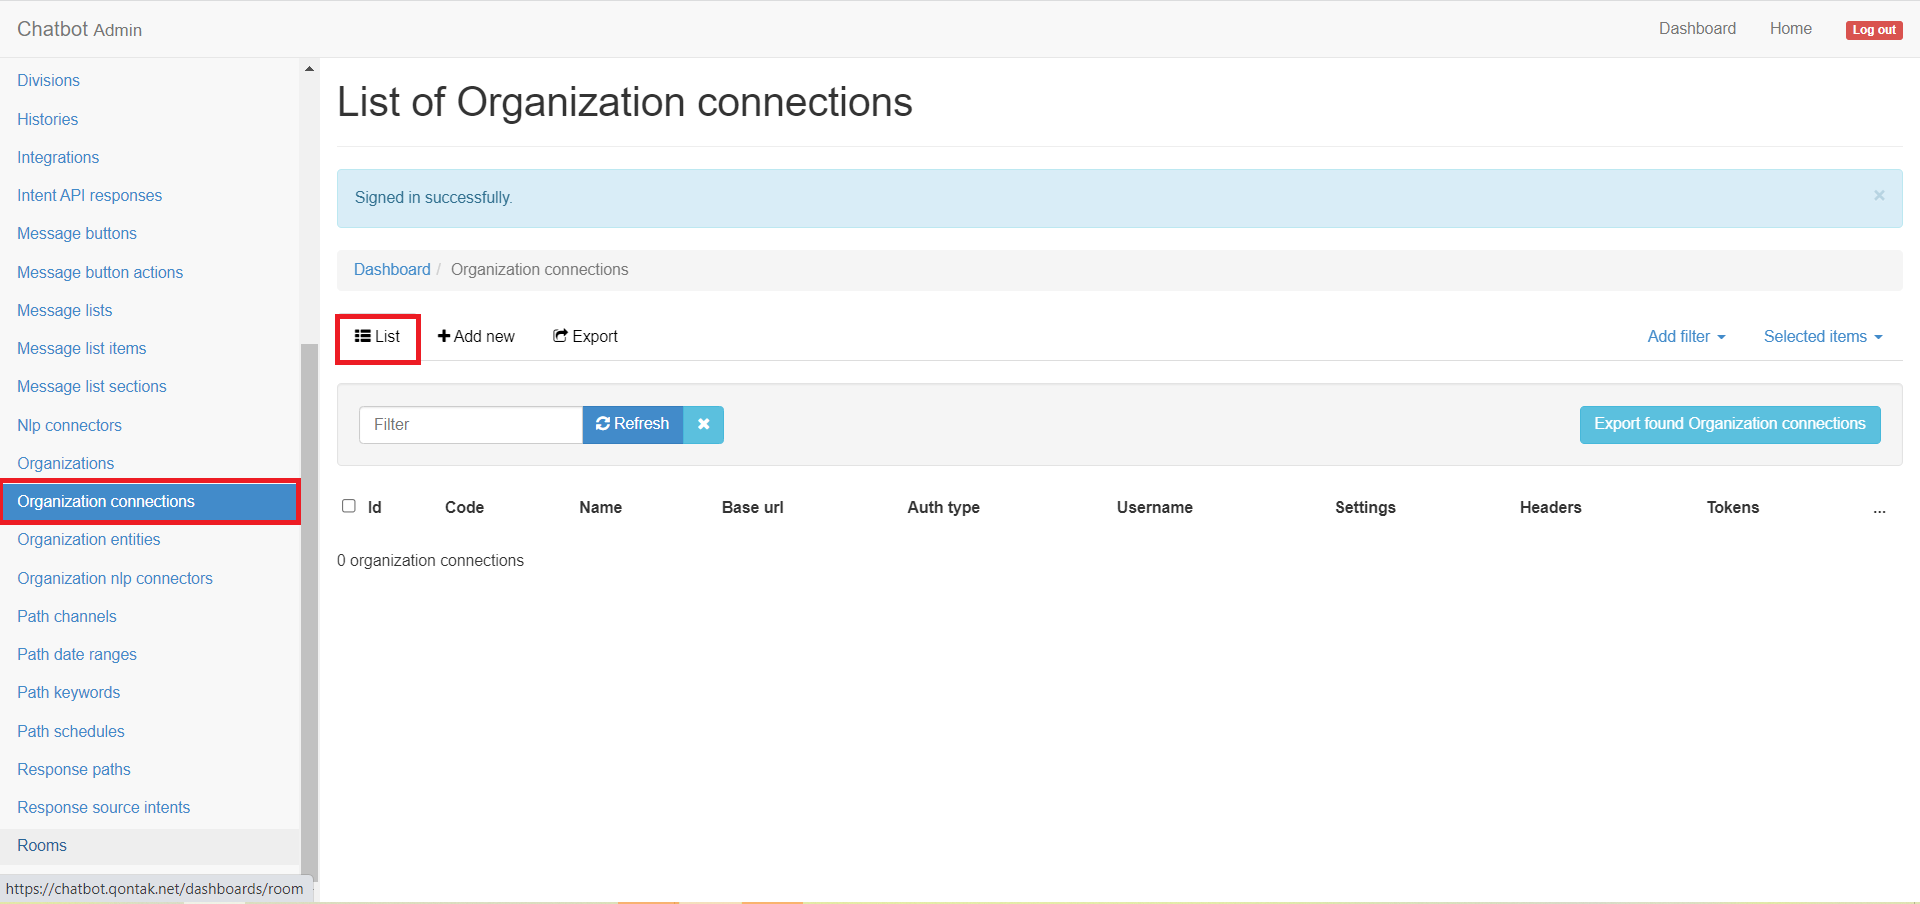 Chatbot Admin
Dashboard
Home
Log out
Divisions
Histories
Integrations
Intent API responses
Message buttons
Message button actions
Message lists
Message list items
Message list sections
Nlp connectors
Organizations
Organization connections
Organization entities
Organization nlp connectors
Path channels
Path date ranges
Path keywords
Path schedules
Response paths
Response source intents
Rooms
https://chatbot.qontak.net/dashboards/room
List of Organization connections
Signed in successfully.
×
Dashboard / Organization connections
List
Add new
Export
Add filter
Selected items
Filter
Refresh
Export found Organization connections
Id Code Name Base url Auth type Username Settings Headers Tokens ...
0 organization connections